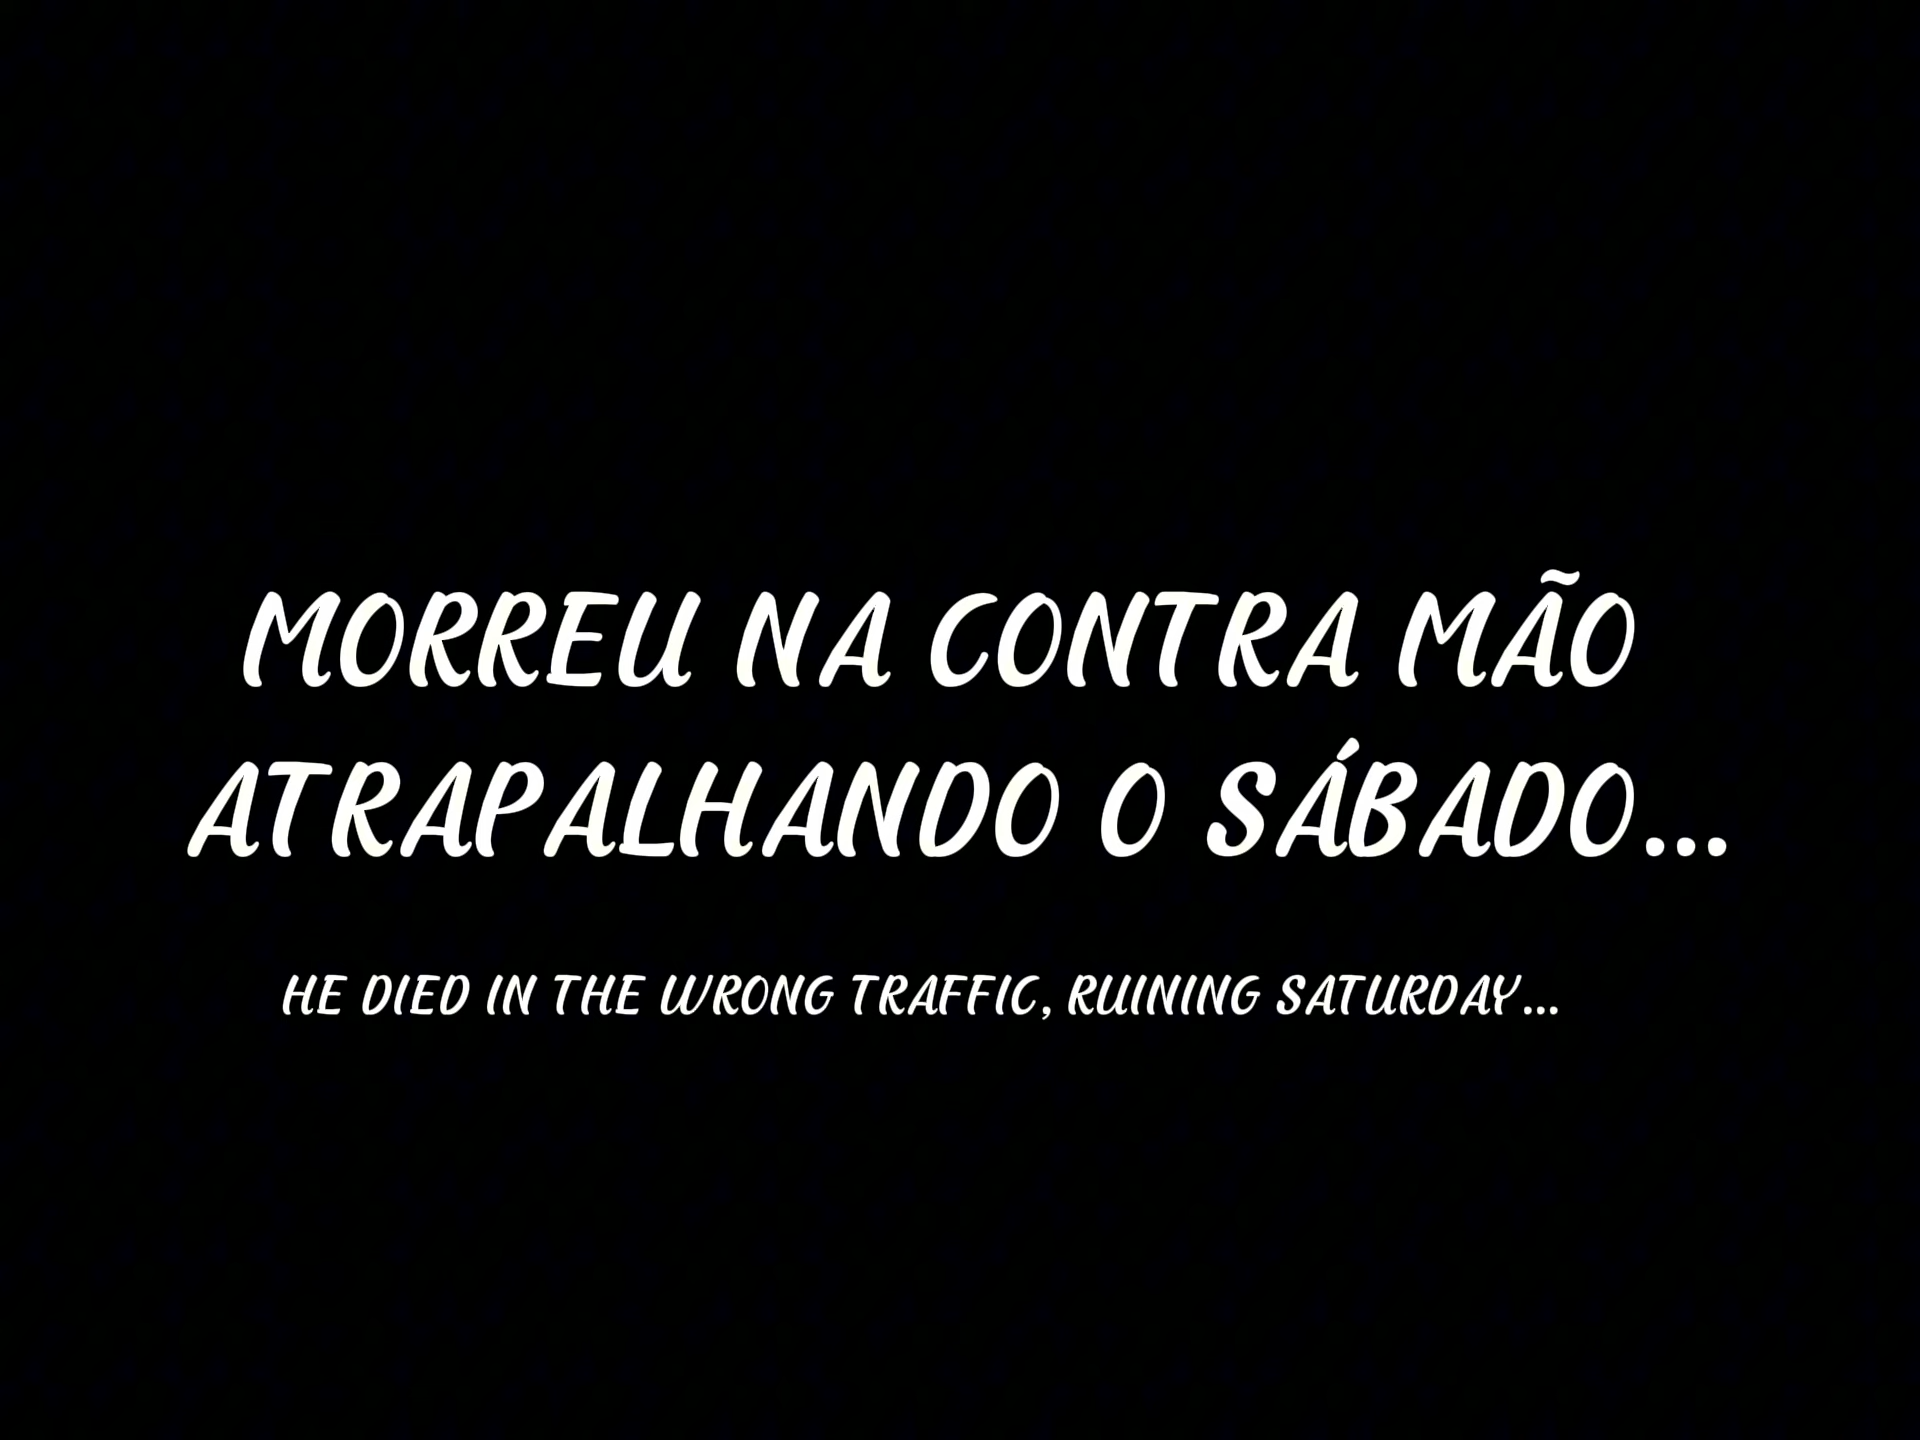 MORREU NA CONTRA MÃO
ATRAPALHANDO O SÁBADO...
HE DIED IN THE WRONG TRAFFIC, RUINING SATURDAY...